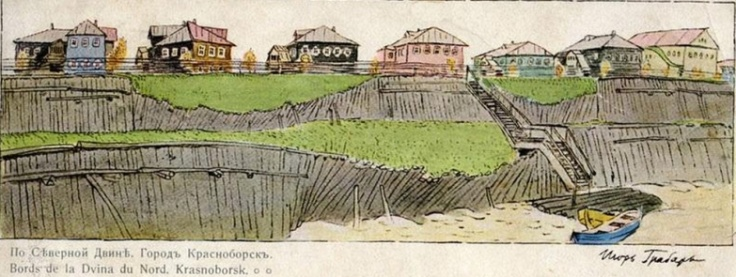 По Сѣверной Двинѣ. Городъ Красноборскъ.
Bords de la Dvina du Nord. Krasnoborsk.
Игорь Грабарь